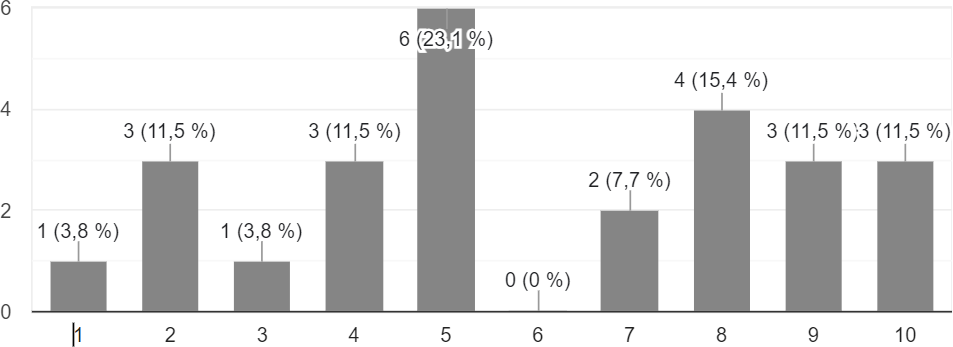 6
6 (23,1 %)
4 (15,4 %)
4
3 (11,5 %)
3 (11,5 %)
3 (11,5 %)
3 (11,5 %)
2 (7,7 %)
2
1 (3,8 %)
1 (3,8 %)
0 (0 %)
0
1 2 3 4 5 6 7 8 9 10